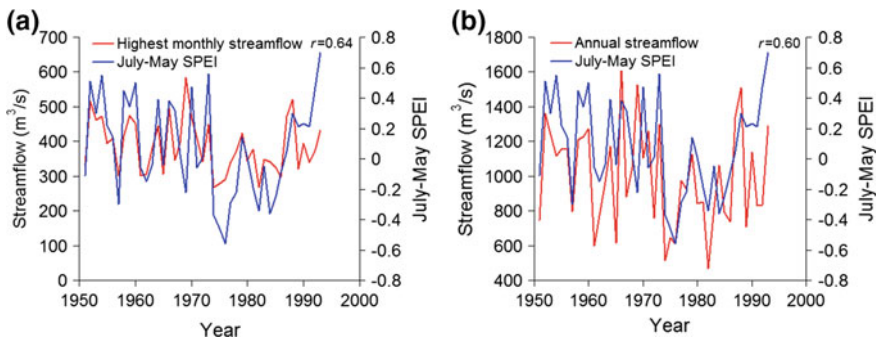 (a)
Highest monthly streamflow r=0.64
July-May SPEI
Streamflow (m³/s)
700
600
500
400
300
200
100
0
0.8
0.6
0.4
0.2
0
-0.2
-0.4
-0.6
-0.8
July-May SPEI
1950 1960 1970 1980 1990 2000
Year
(b)
Annual streamflow r=0.60
July-May SPEI
Streamflow (m³/s)
1800
1600
1400
1200
1000
800
600
400
0.8
0.6
0.4
0.2
0
-0.2
-0.4
-0.6
-0.8
July-May SPEI
1950 1960 1970 1980 1990 2000
Year